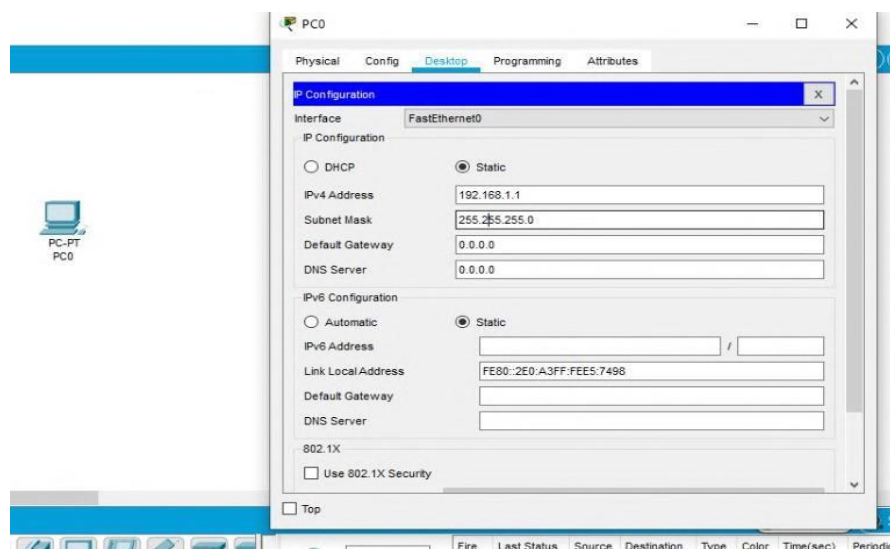 PC0
Physical Config Desktop Programming Attributes
IP Configuration X
Interface FastEthernet0
IP Configuration
DHCP Static
IPv4 Address 192.168.1.1
Subnet Mask 255.255.255.0
Default Gateway 0.0.0.0
DNS Server 0.0.0.0
IPv6 Configuration
Automatic Static
IPv6 Address /
Link Local Address FE80::2E0:A3FF:FEE5:7498
Default Gateway
DNS Server
802.1X
Use 802.1X Security
Top
PC-PT
PC0
Fire Last Status Source Destination Type Color Time(sec) Periodic